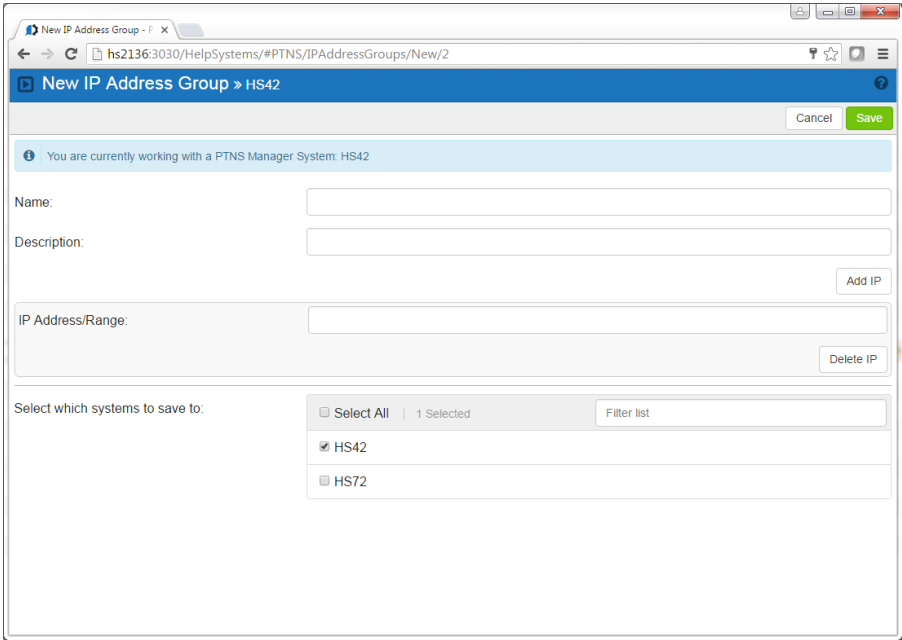 New IP Address Group - P
hs2136:3030/HelpSystems/#PTNS/IPAddressGroups/New/2
New IP Address Group » HS42
Cancel Save
You are currently working with a PTNS Manager System: HS42
Name:
Description:
Add IP
IP Address/Range:
Delete IP
Select which systems to save to:
Select All | 1 Selected Filter list
HS42
HS72